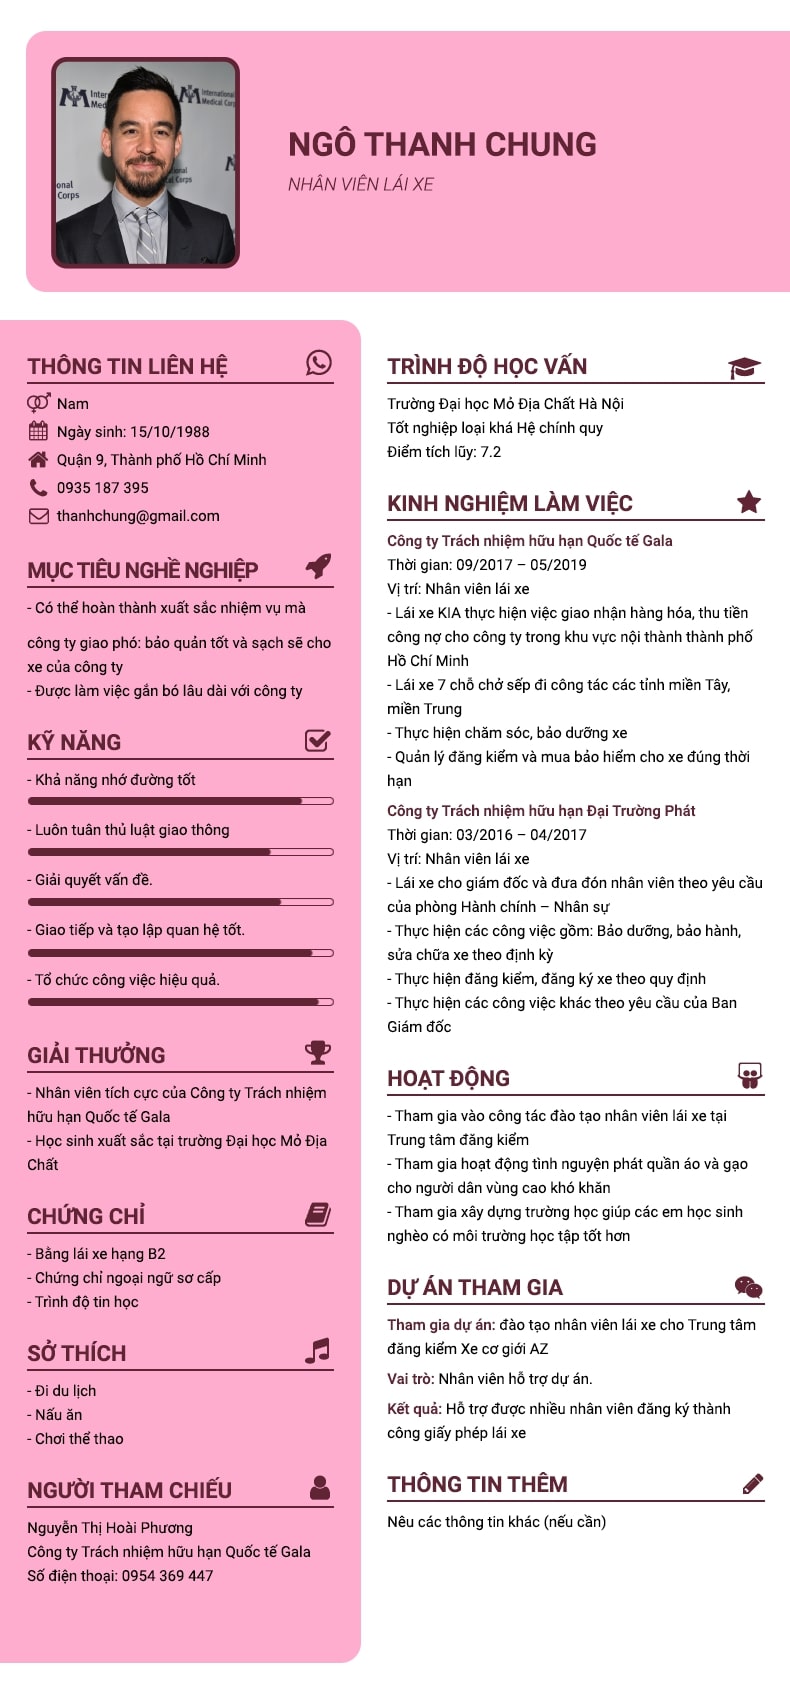 International
Medical Corps
NGÔ THANH CHUNG
NHÂN VIÊN LÁI XE
THÔNG TIN LIÊN HỆ
Nam
Ngày sinh: 15/10/1988
Quận 9, Thành phố Hồ Chí Minh
0935 187 395
thanhchung@gmail.com
MỤC TIÊU NGHỀ NGHIỆP
- Có thể hoàn thành xuất sắc nhiệm vụ mà
công ty giao phó: bảo quản tốt và sạch sẽ cho
xe của công ty
- Được làm việc gắn bó lâu dài với công ty
KỸ NĂNG
- Khả năng nhớ đường tốt
- Luôn tuân thủ luật giao thông
- Giải quyết vấn đề.
- Giao tiếp và tạo lập quan hệ tốt.
- Tổ chức công việc hiệu quả.
GIẢI THƯỞNG
- Nhân viên tích cực của Công ty Trách nhiệm
hữu hạn Quốc tế Gala
- Học sinh xuất sắc tại trường Đại học Mỏ Địa
Chất
CHỨNG CHỈ
- Bằng lái xe hạng B2
- Chứng chỉ ngoại ngữ sơ cấp
- Trình độ tin học
SỞ THÍCH
- Đi du lịch
- Nấu ăn
- Chơi thể thao
NGƯỜI THAM CHIẾU
Nguyễn Thị Hoài Phương
Công ty Trách nhiệm hữu hạn Quốc tế Gala
Số điện thoại: 0954 369 447
TRÌNH ĐỘ HỌC VẤN
Trường Đại học Mỏ Địa Chất Hà Nội
Tốt nghiệp loại khá Hệ chính quy
Điểm tích lũy: 7.2
KINH NGHIỆM LÀM VIỆC
Công ty Trách nhiệm hữu hạn Quốc tế Gala
Thời gian: 09/2017 – 05/2019
Vị trí: Nhân viên lái xe
- Lái xe KIA thực hiện việc giao nhận hàng hóa, thu tiền
công nợ cho công ty trong khu vực nội thành thành phố
Hồ Chí Minh
- Lái xe 7 chỗ chở sếp đi công tác các tỉnh miền Tây,
miền Trung
- Thực hiện chăm sóc, bảo dưỡng xe
- Quản lý đăng kiểm và mua bảo hiểm cho xe đúng thời
hạn
Công ty Trách nhiệm hữu hạn Đại Trường Phát
Thời gian: 03/2016 – 04/2017
Vị trí: Nhân viên lái xe
- Lái xe cho giám đốc và đưa đón nhân viên theo yêu cầu
của phòng Hành chính – Nhân sự
- Thực hiện các công việc gồm: Bảo dưỡng, bảo hành,
sửa chữa xe theo định kỳ
- Thực hiện đăng kiểm, đăng ký xe theo quy định
- Thực hiện các công việc khác theo yêu cầu của Ban
Giám đốc
HOẠT ĐỘNG
- Tham gia vào công tác đào tạo nhân viên lái xe tại
Trung tâm đăng kiểm
- Tham gia hoạt động tình nguyện phát quần áo và gạo
cho người dân vùng cao khó khăn
- Tham gia xây dựng trường học giúp các em học sinh
nghèo có môi trường học tập tốt hơn
DỰ ÁN THAM GIA
Tham gia dự án: đào tạo nhân viên lái xe cho Trung tâm
đăng kiểm Xe cơ giới AZ
Vai trò: Nhân viên hỗ trợ dự án.
Kết quả: Hỗ trợ được nhiều nhân viên đăng ký thành
công giấy phép lái xe
THÔNG TIN THÊM
Nêu các thông tin khác (nếu cần)